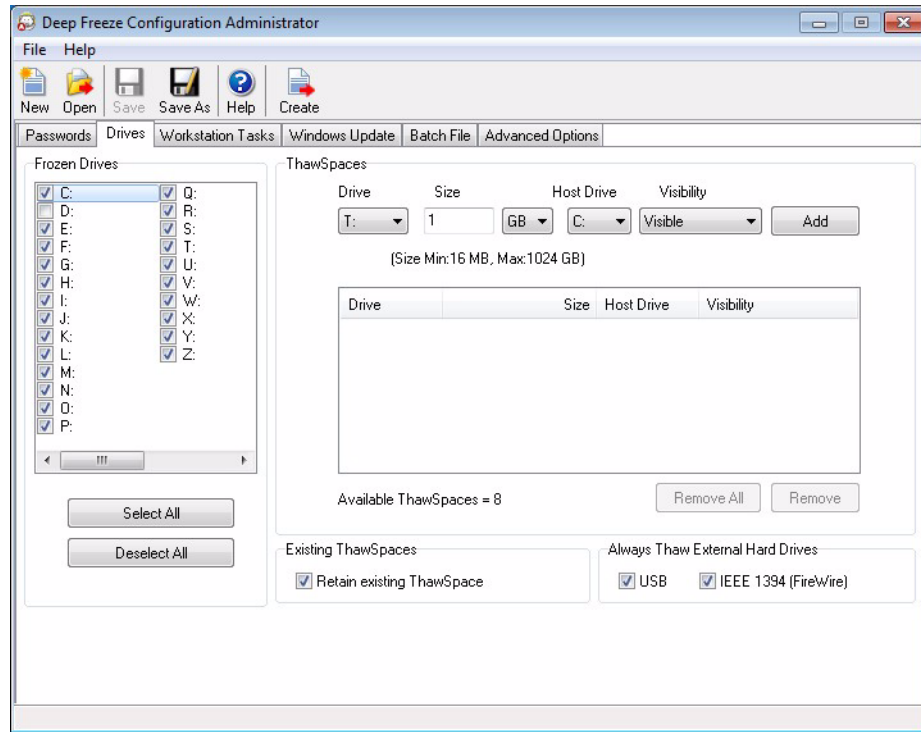 Deep Freeze Configuration Administrator
File Help
New Open Save Save As Help Create
Passwords Drives Workstation Tasks Windows Update Batch File Advanced Options
Frozen Drives
C: Q:
D: R:
E: S:
F: T:
G: U:
H: V:
I: W:
J: X:
K: Y:
L: Z:
M:
N:
O:
P:
Select All
Deselect All
ThawSpaces
Drive Size Host Drive Visibility
T: 1 GB C: Visible Add
(Size Min:16 MB, Max:1024 GB)
Drive Size Host Drive Visibility
Available ThawSpaces = 8 Remove All Remove
Existing ThawSpaces
Retain existing ThawSpace
Always Thaw External Hard Drives
USB IEEE 1394 (FireWire)